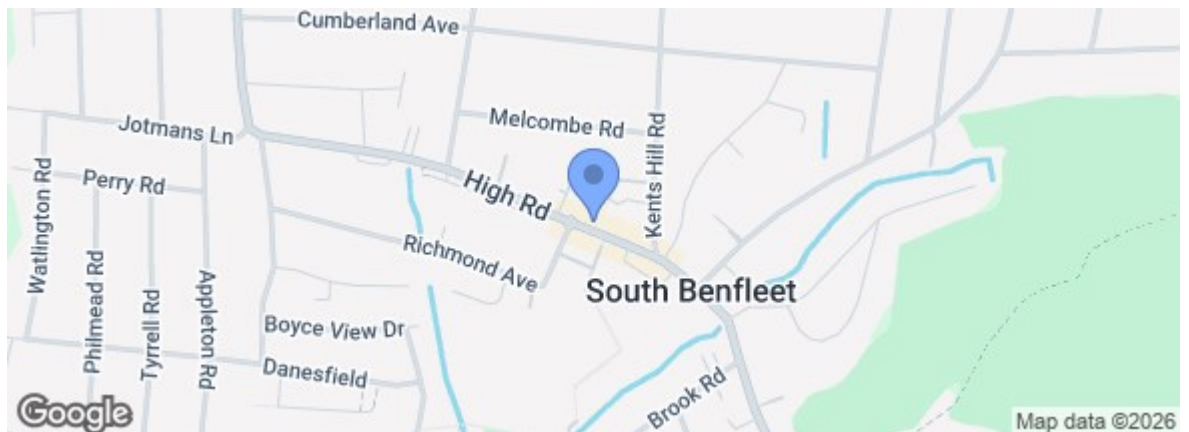 Cumberland Ave
Jotmans Ln
Melcombe Rd
Kents Hill Rd
Perry Rd
High Rd
Watlington Rd
Philmead Rd
Tyrrell Rd
Appleton Rd
Richmond Ave
South Benfleet
Boyce View Dr
Danesfield
Brook Rd
Google
Map data ©2026